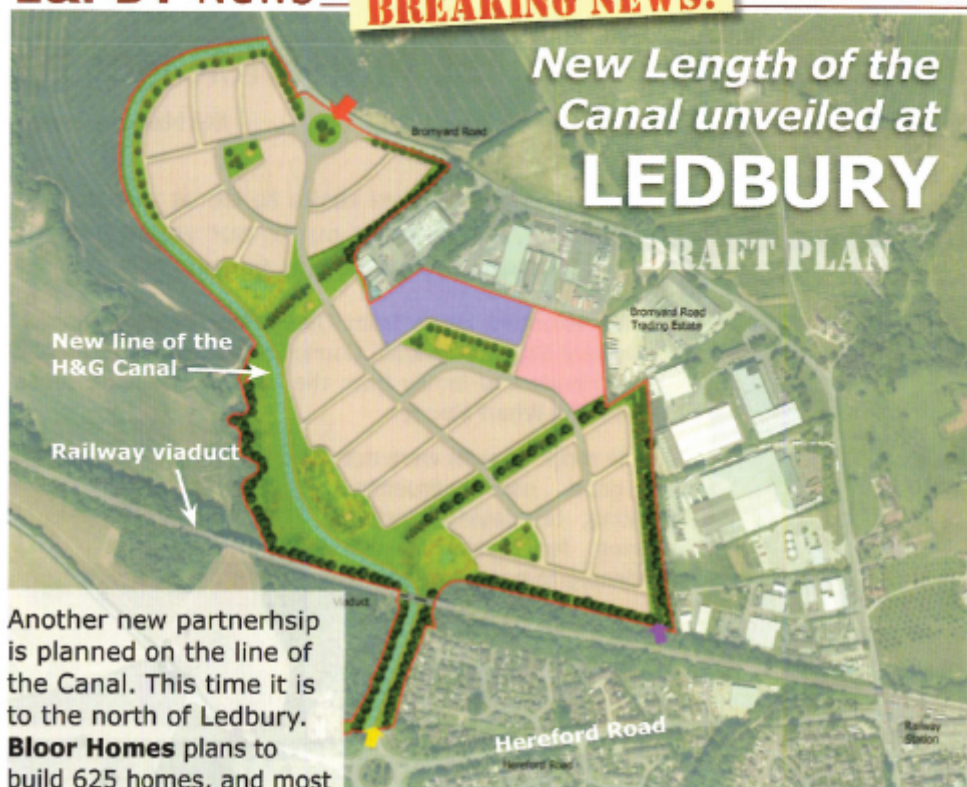 BREAKING NEWS:
New Length of the
Canal unveiled at
LEDBURY
DRAFT PLAN
Bromyard Road
Bromyard Road
Trading Estate
New line of the
H&G Canal
Railway viaduct
viaduct
Another new partnerhsip
is planned on the line of
the Canal. This time it is
to the north of Ledbury.
Bloor Homes plans to
build 625 homes, and most
Hereford Road
Hereford Road
Railway
Station